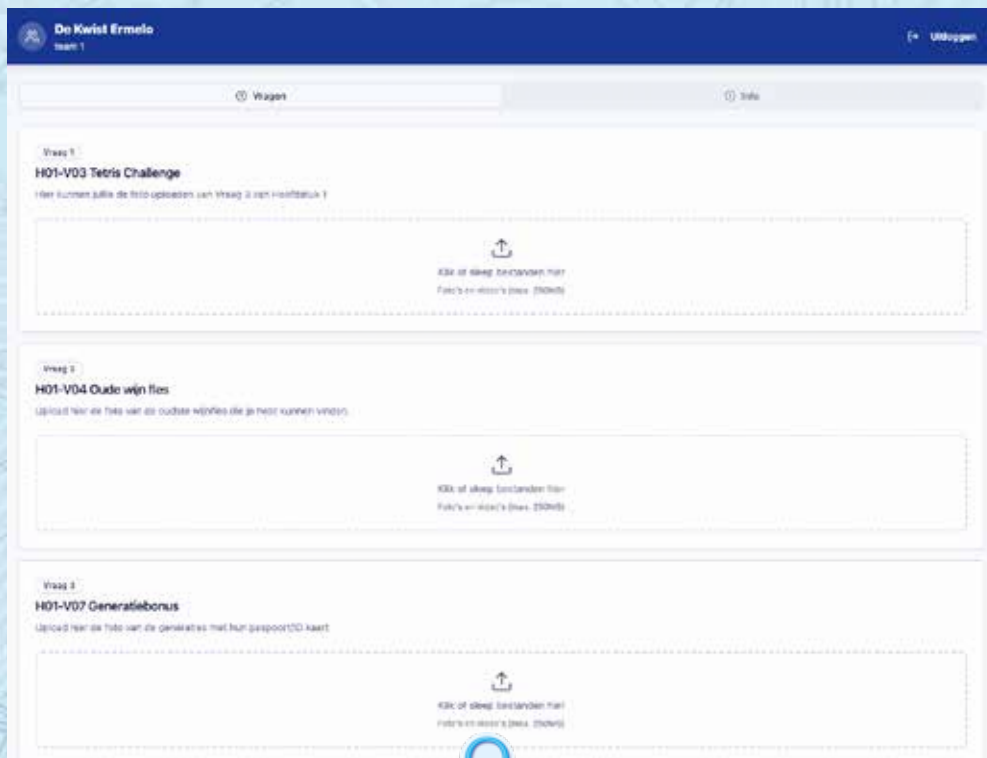 De Kwist Ermelo
team 1
Uitloggen
Vragen
Info
Vraag 1
H01-V03 Tetris Challenge
Hier kunnen jullie de foto uploaden van Vraag 3 van Hoofdstuk 1
Klik of sleep bestanden hier
Foto's en video's (max. 250MB)
Vraag 2
H01-V04 Oude wijn fles
Upload hier de foto van de oudste wijnfles die je hebt kunnen vinden.
Klik of sleep bestanden hier
Foto's en video's (max. 250MB)
Vraag 3
H01-V07 Generatiebonus
Upload hier de foto van de generaties met hun paspoort/ID kaart
Klik of sleep bestanden hier
Foto's en video's (max. 250MB)